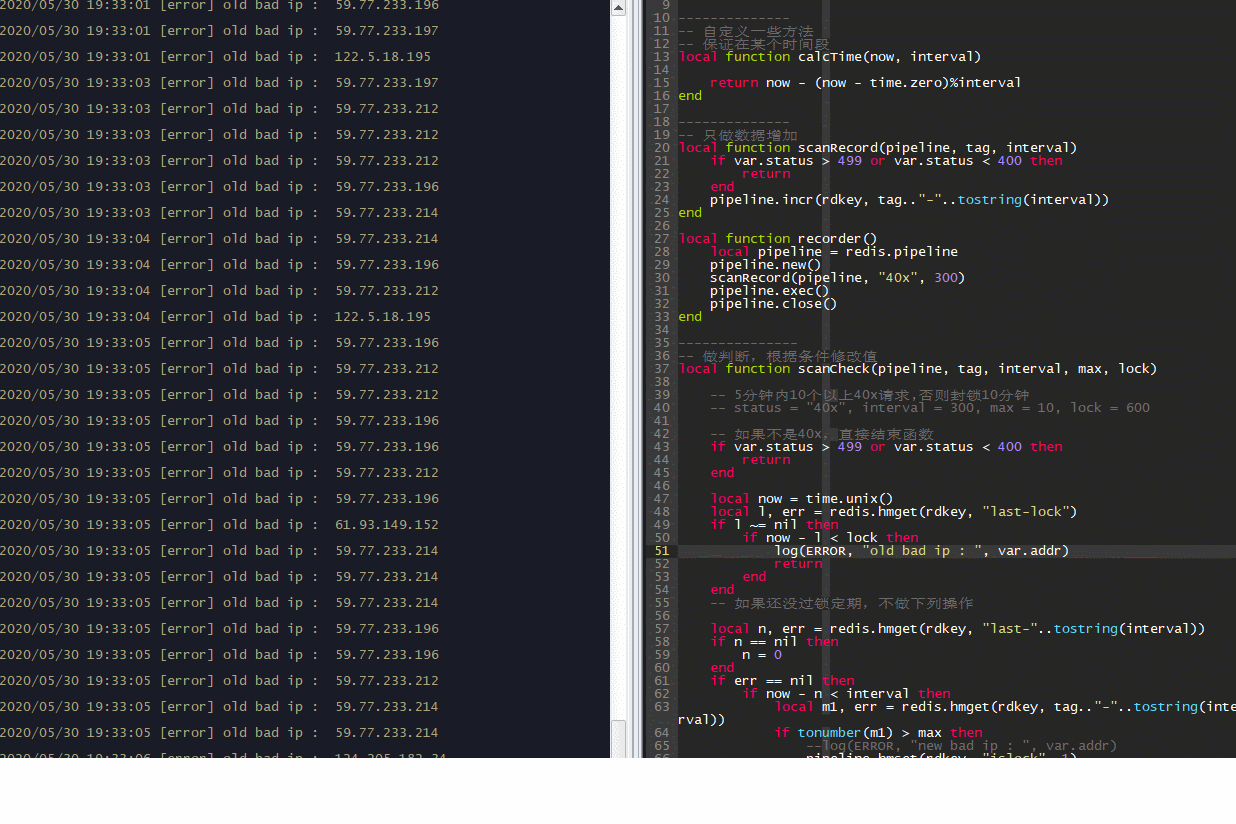 2020/05/30 19:33:01 [error] old bad ip :  59.77.233.196
2020/05/30 19:33:01 [error] old bad ip :  59.77.233.197
2020/05/30 19:33:01 [error] old bad ip :  122.5.18.195
2020/05/30 19:33:03 [error] old bad ip :  59.77.233.197
2020/05/30 19:33:03 [error] old bad ip :  59.77.233.212
2020/05/30 19:33:03 [error] old bad ip :  59.77.233.212
2020/05/30 19:33:03 [error] old bad ip :  59.77.233.212
2020/05/30 19:33:03 [error] old bad ip :  59.77.233.196
2020/05/30 19:33:03 [error] old bad ip :  59.77.233.214
2020/05/30 19:33:04 [error] old bad ip :  59.77.233.214
2020/05/30 19:33:04 [error] old bad ip :  59.77.233.196
2020/05/30 19:33:04 [error] old bad ip :  59.77.233.212
2020/05/30 19:33:04 [error] old bad ip :  122.5.18.195
2020/05/30 19:33:05 [error] old bad ip :  59.77.233.196
2020/05/30 19:33:05 [error] old bad ip :  59.77.233.212
2020/05/30 19:33:05 [error] old bad ip :  59.77.233.212
2020/05/30 19:33:05 [error] old bad ip :  59.77.233.196
2020/05/30 19:33:05 [error] old bad ip :  59.77.233.196
2020/05/30 19:33:05 [error] old bad ip :  59.77.233.212
2020/05/30 19:33:05 [error] old bad ip :  59.77.233.196
2020/05/30 19:33:05 [error] old bad ip :  61.93.149.152
2020/05/30 19:33:05 [error] old bad ip :  59.77.233.214
2020/05/30 19:33:05 [error] old bad ip :  59.77.233.214
2020/05/30 19:33:05 [error] old bad ip :  59.77.233.214
2020/05/30 19:33:05 [error] old bad ip :  59.77.233.196
2020/05/30 19:33:05 [error] old bad ip :  59.77.233.196
2020/05/30 19:33:05 [error] old bad ip :  59.77.233.212
2020/05/30 19:33:05 [error] old bad ip :  59.77.233.214
2020/05/30 19:33:05 [error] old bad ip :  59.77.233.214
9
10 --------------
11 -- 自定义一些方法
12 -- 保证在某个时间段
13 local function calcTime(now, interval)
14
15     return now - (now - time.zero)%interval
16 end
17
18 --------------
19 -- 只做数据增加
20 local function scanRecord(pipeline, tag, interval)
21     if var.status > 499 or var.status < 400 then
22         return
23     end
24     pipeline.incr(rdkey, tag.."-"..tostring(interval))
25 end
26
27 local function recorder()
28     local pipeline = redis.pipeline
29     pipeline.new()
30     scanRecord(pipeline, "40x", 300)
31     pipeline.exec()
32     pipeline.close()
33 end
34
35 ---------------
36 -- 做判断，根据条件修改值
37 local function scanCheck(pipeline, tag, interval, max, lock)
38
39     -- 5分钟内10个以上40x请求,否则封锁10分钟
40     -- status = "40x", interval = 300, max = 10, lock = 600
41
42     -- 如果不是40x，直接结束函数
43     if var.status > 499 or var.status < 400 then
44         return
45     end
46
47     local now = time.unix()
48     local l, err = redis.hmget(rdkey, "last-lock")
49     if l ~= nil then
50         if now - l < lock then
51             log(ERROR, "old bad ip : ", var.addr)
52             return
53         end
54     end
55     -- 如果还没过锁定期，不做下列操作
56
57     local n, err = redis.hmget(rdkey, "last-"..tostring(interval))
58     if n == nil then
59         n = 0
60     end
61     if err == nil then
62         if now - n < interval then
63             local m1, err = redis.hmget(rdkey, tag.."-"..tostring(inte
rval))
64             if tonumber(m1) > max then
65                 --log(ERROR, "new bad ip : ", var.addr)